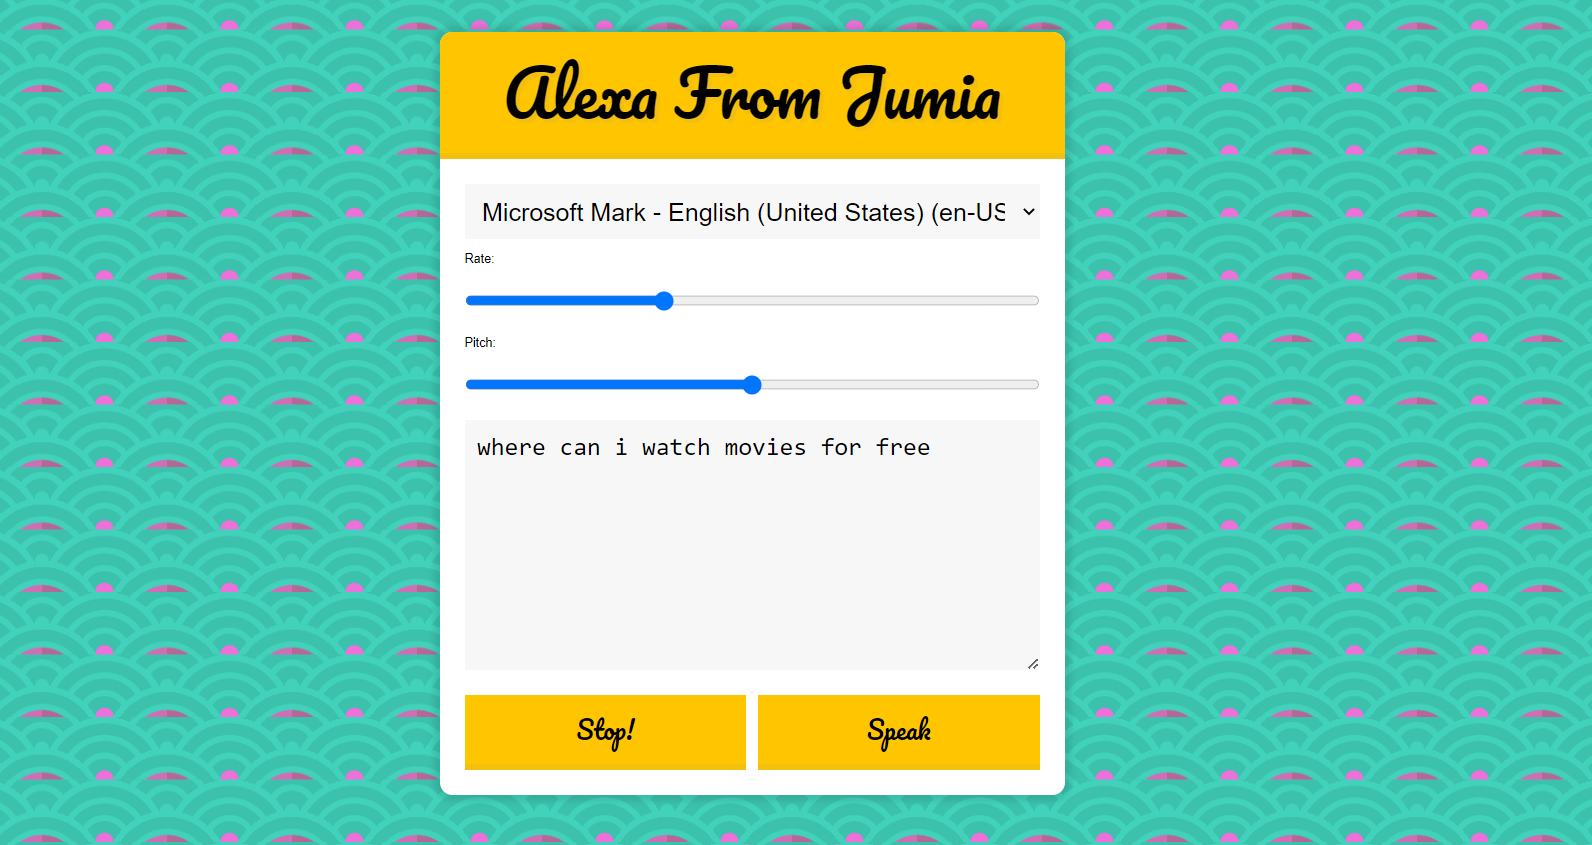 Alexa From Jumia
Microsoft Mark - English (United States) (en-US
Rate:
Pitch:
where can i watch movies for free
Stop!
Speak